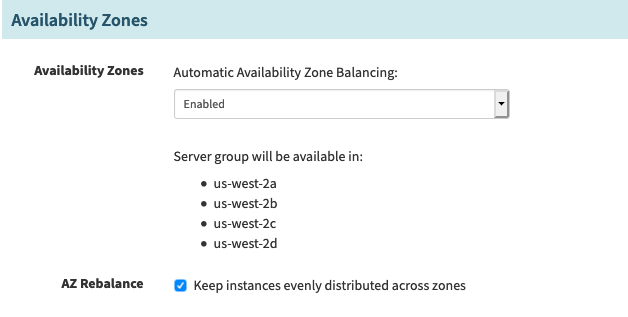 Availability Zones
Availability Zones
Automatic Availability Zone Balancing:
Enabled
Server group will be available in:
us-west-2a
us-west-2b
us-west-2c
us-west-2d
AZ Rebalance
Keep instances evenly distributed across zones